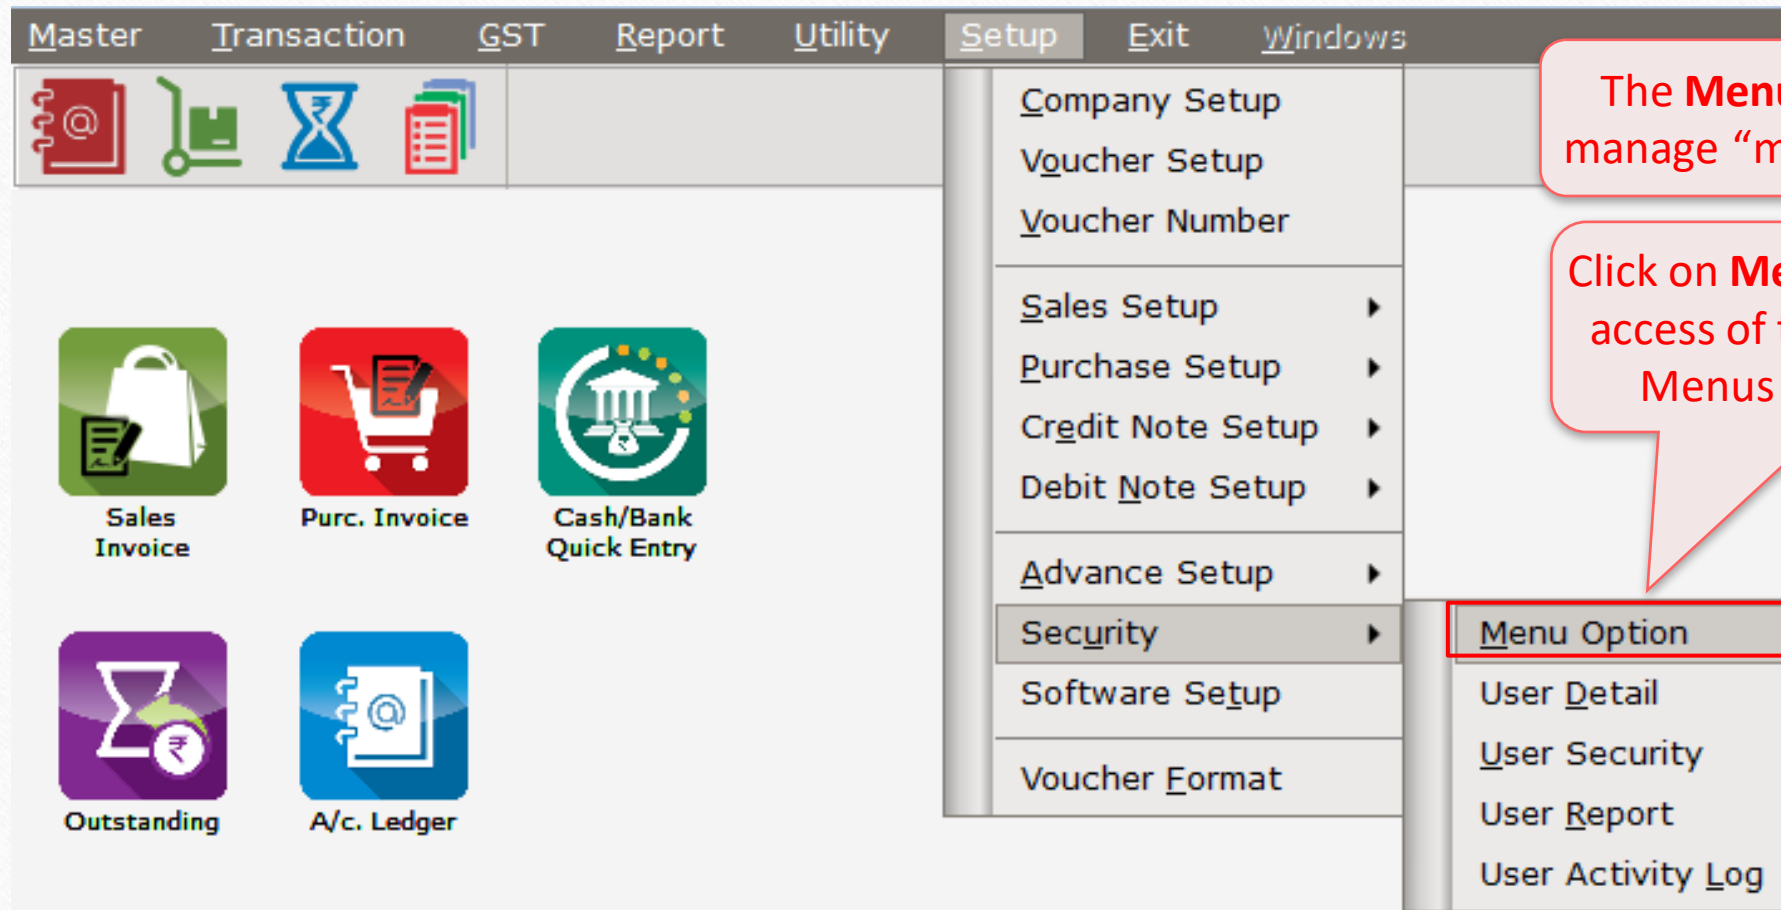 Master Transaction GST Report Utility Setup Exit Windows
Company Setup
Voucher Setup
Voucher Number
Sales Setup
Purchase Setup
Credit Note Setup
Debit Note Setup
Advance Setup
Security
Software Setup
Voucher Format
Menu Option
User Detail
User Security
User Report
User Activity Log
The
manage
Click on
access of
Menus
Sales
Invoice
Purc. Invoice
Cash/Bank
Quick Entry
Outstanding
A/c. Ledger